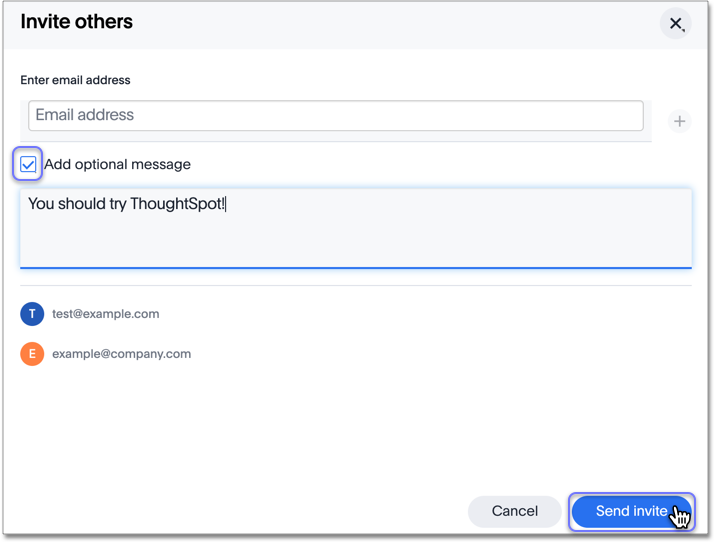 Invite others
Enter email address
Email address
Add optional message
You should try ThoughtSpot!
T test@example.com
E example@company.com
Cancel Send invite